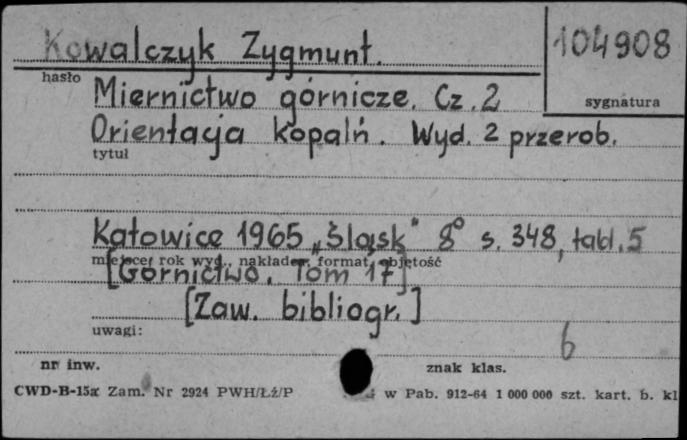 Kowalczyk Zygmunt. 104908
hasło sygnatura
Miernictwo górnicze. Cz. 2
Orientacja kopalń. Wyd. 2 przerob.
tytuł
Katowice 1965 „Śląsk" 8° s. 348, tabl. 5
miejsce, rok wyd., nakładca, format, objętość
[Górnictwo. Tom 17]
[Zaw. bibliogr.]
uwagi:
6
nr inw. znak klas.
CWD-B-15a Zam. Nr 2924 PWH/Łż/P w Pab. 912-64 1 000 000 szt. kart. b. kl